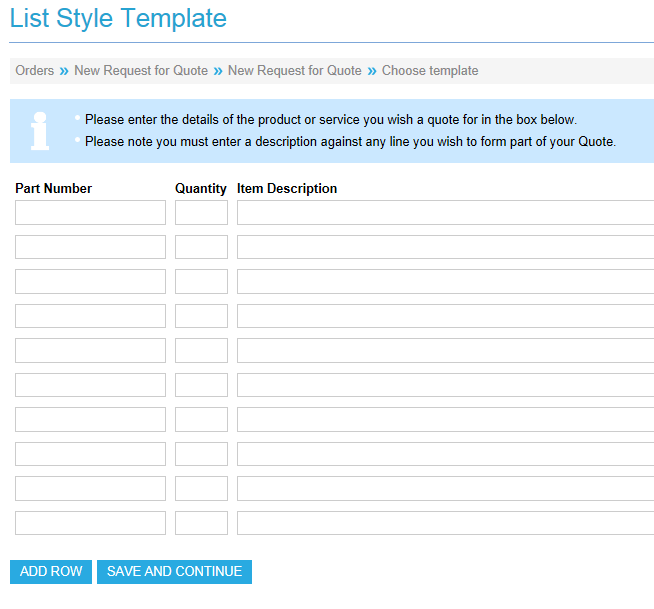 List Style Template
Orders » New Request for Quote » New Request for Quote » Choose template
Please enter the details of the product or service you wish a quote for in the box below.
Please note you must enter a description against any line you wish to form part of your Quote.
Part Number Quantity Item Description
ADD ROW SAVE AND CONTINUE